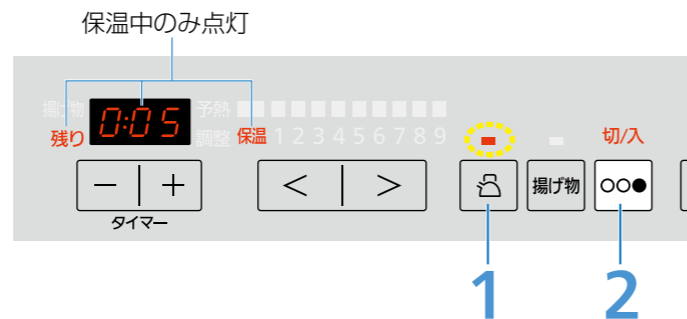 保温中のみ点灯
揚げ物 0:05 予熱
残り 調整 保温 1 2 3 4 5 6 7 8 9 切/入
− + < > 揚げ物
タイマー
1 2